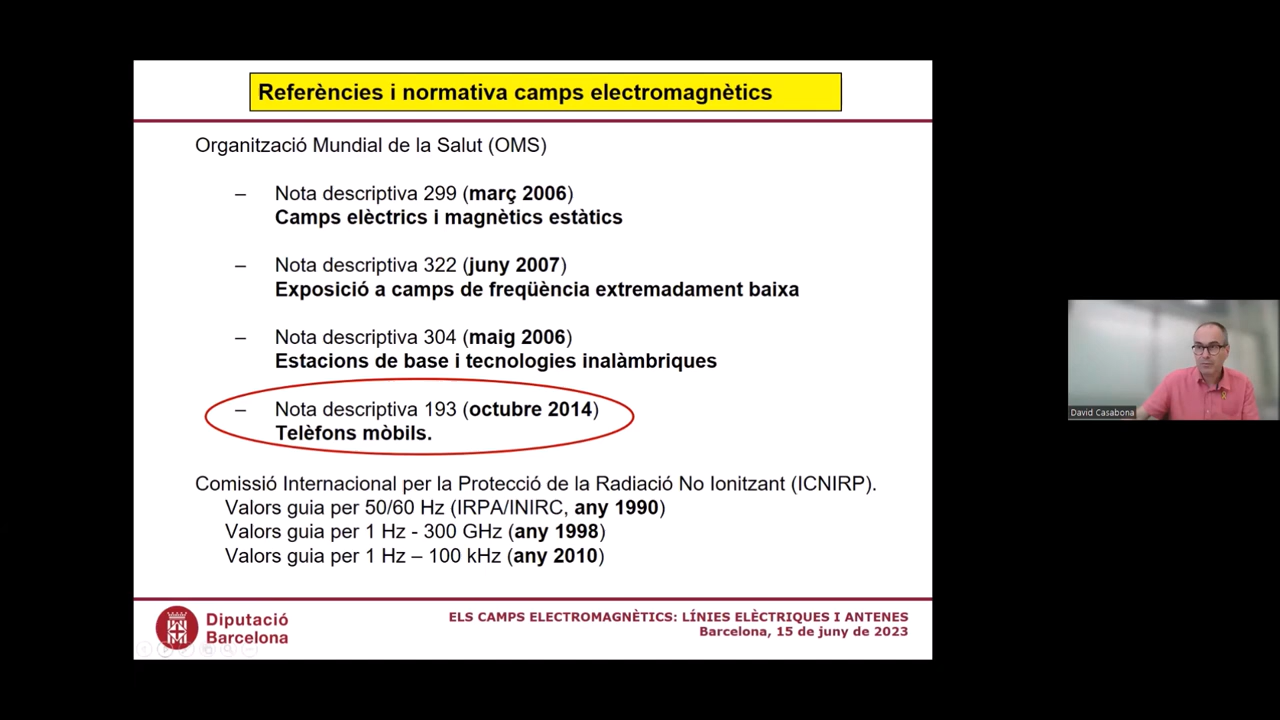 Referències i normativa camps electromagnètics
Organització Mundial de la Salut (OMS)
– Nota descriptiva 299 (març 2006)
Camps elèctrics i magnètics estàtics
– Nota descriptiva 322 (juny 2007)
Exposició a camps de freqüència extremadament baixa
– Nota descriptiva 304 (maig 2006)
Estacions de base i tecnologies inalàmbriques
– Nota descriptiva 193 (octubre 2014)
Telèfons mòbils.
Comissió Internacional per la Protecció de la Radiació No Ionitzant (ICNIRP).
Valors guia per 50/60 Hz (IRPA/INIRC, any 1990)
Valors guia per 1 Hz - 300 GHz (any 1998)
Valors guia per 1 Hz – 100 kHz (any 2010)
Diputació
Barcelona
ELS CAMPS ELECTROMAGNÈTICS: LÍNIES ELÈCTRIQUES I ANTENES
Barcelona, 15 de juny de 2023
David Casabona